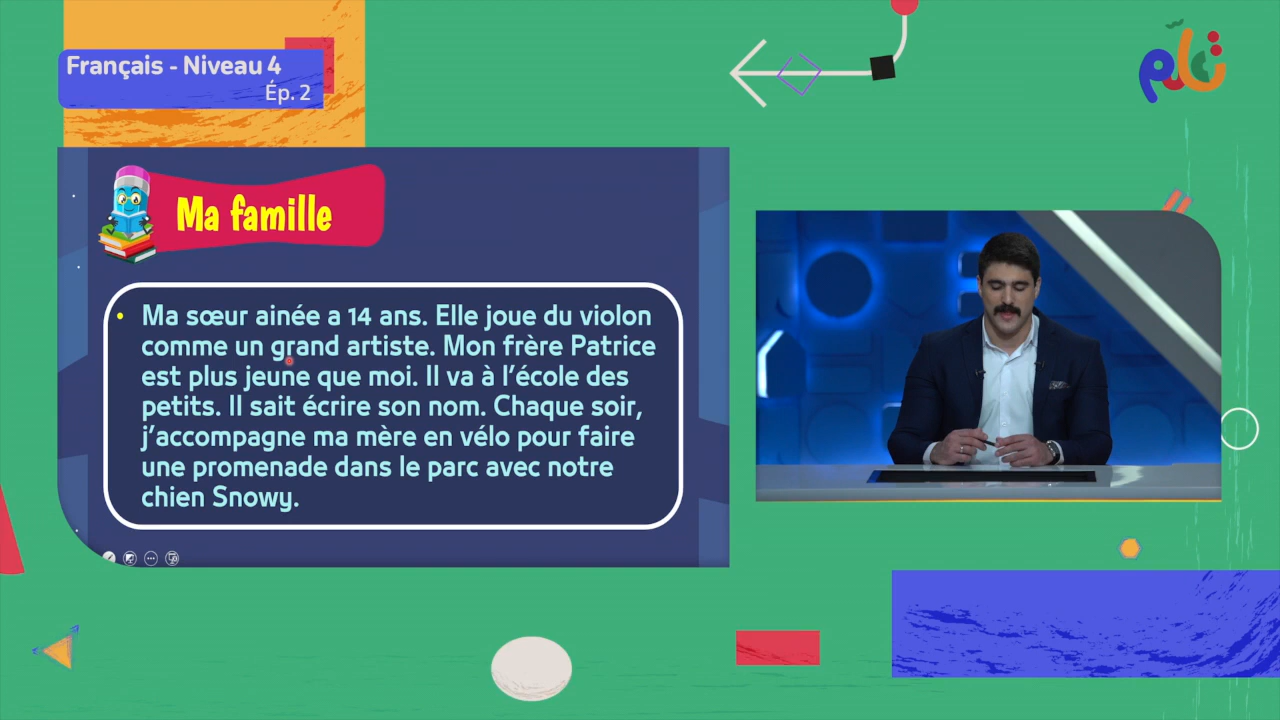 Français - Niveau 4
Ép. 2
Ma famille
• Ma sœur ainée a 14 ans. Elle joue du violon
comme un grand artiste. Mon frère Patrice
est plus jeune que moi. Il va à l'école des
petits. Il sait écrire son nom. Chaque soir,
j'accompagne ma mère en vélo pour faire
une promenade dans le parc avec notre
chien Snowy.